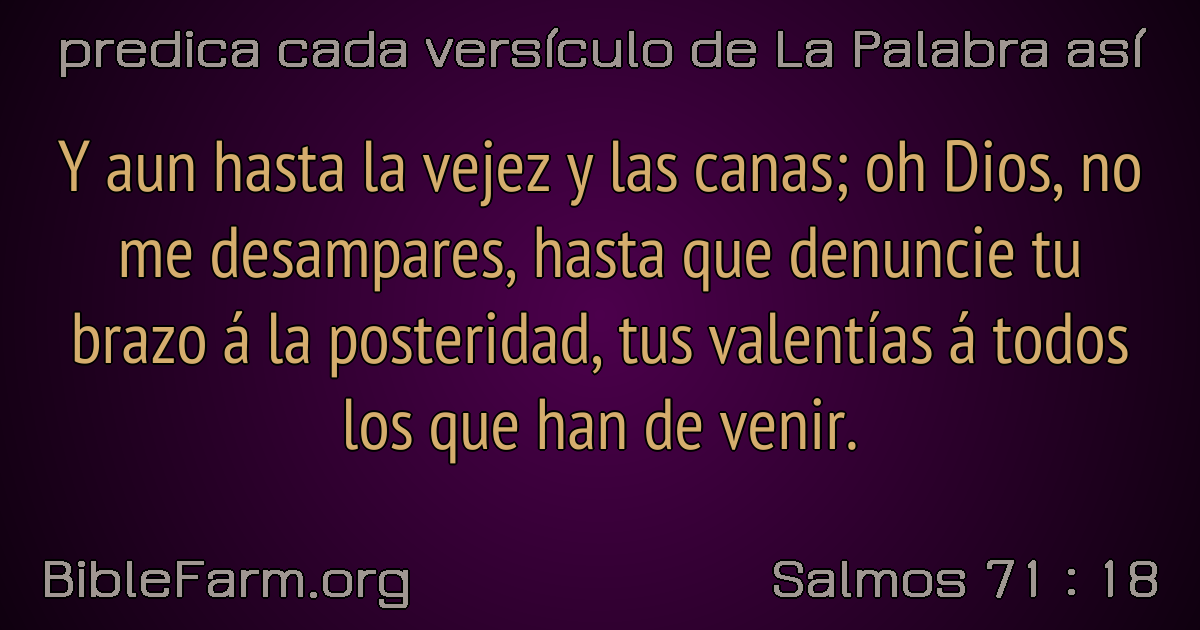 predica cada versículo de La Palabra así
Y aun hasta la vejez y las canas; oh Dios, no
me desampares, hasta que denuncie tu
brazo á la posteridad, tus valentías á todos
los que han de venir.
BibleFarm.org
Salmos 71 : 18